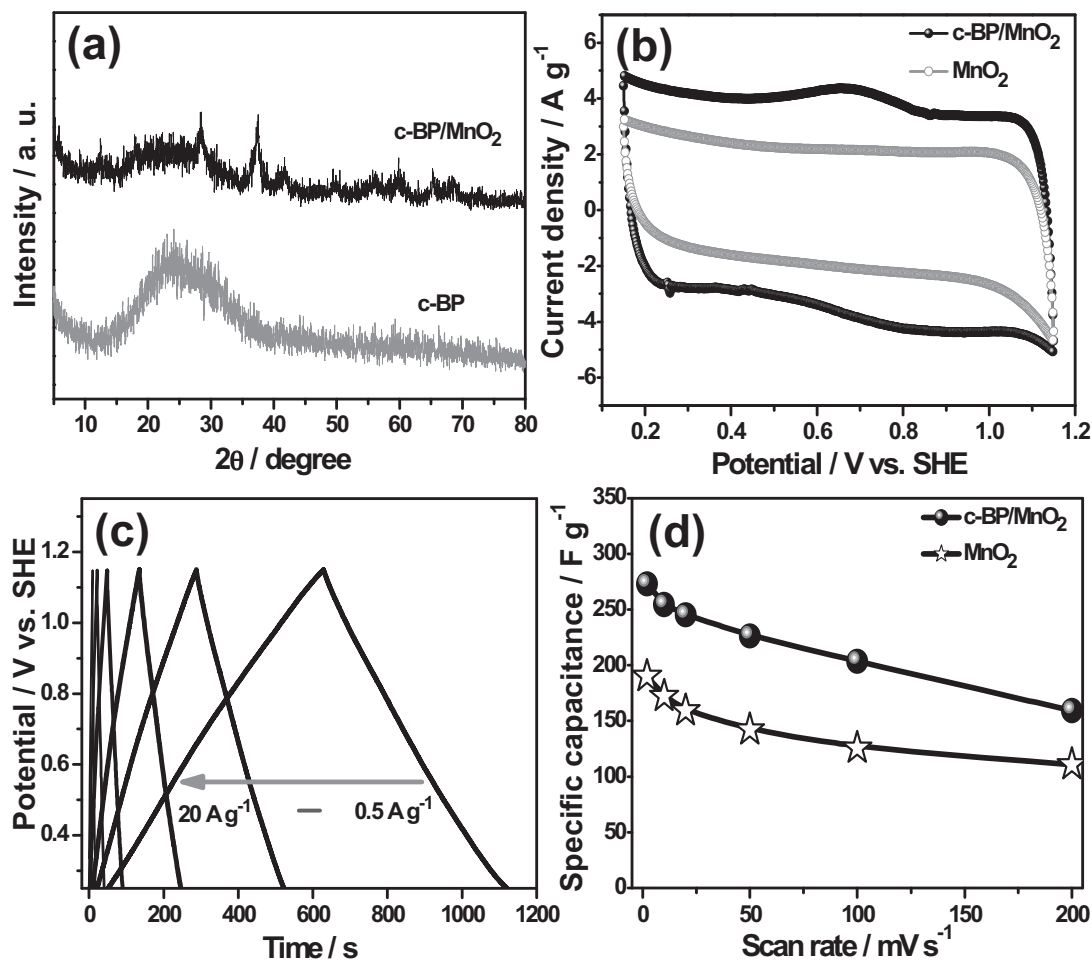 (a)
c-BP/MnO2
c-BP
Intensity / a. u.
10 20 30 40 50 60 70 80
2θ / degree
(b)
c-BP/MnO2
MnO2
Current density / A g-1
6
4
2
0
-2
-4
-6
0.2 0.4 0.6 0.8 1.0 1.2
Potential / V vs. SHE
(c)
Potential / V vs. SHE
1.2
1.0
0.8
0.6
0.4
20 A g-1 — 0.5 A g-1
0 200 400 600 800 1000 1200
Time / s
(d)
c-BP/MnO2
MnO2
Specific capacitance / F g-1
350
300
250
200
150
100
50
0
0 50 100 150 200
Scan rate / mV s-1